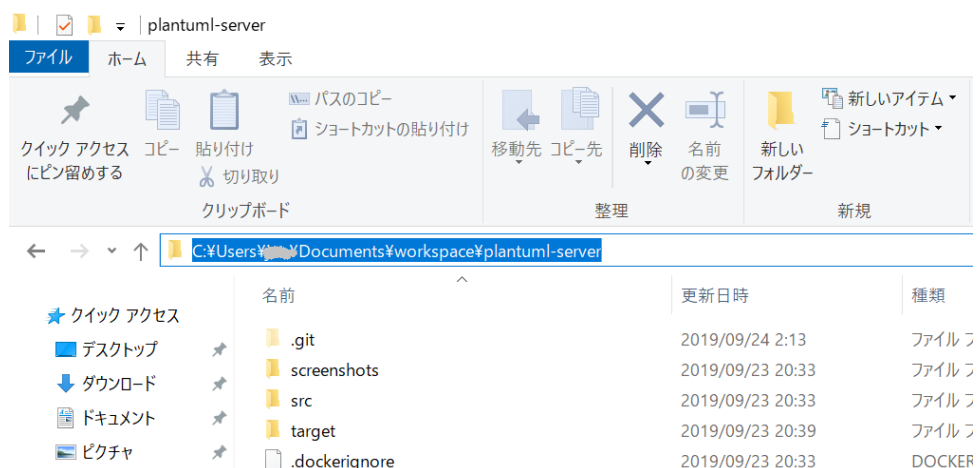 plantuml-server
ファイル ホーム 共有 表示
クイック アクセス
にピン留めする
コピー
貼り付け
切り取り
パスのコピー
ショートカットの貼り付け
クリップボード
移動先
コピー先
削除
名前
の変更
整理
新しい
フォルダー
新しいアイテム
ショートカット
新規
C:¥Users¥ ¥Documents¥workspace¥plantuml-server
名前 更新日時 種類
クイック アクセス
デスクトップ
ダウンロード
ドキュメント
ピクチャ
.git 2019/09/24 2:13 ファイル フ
screenshots 2019/09/23 20:33 ファイル フ
src 2019/09/23 20:33 ファイル フ
target 2019/09/23 20:39 ファイル フ
.dockerignore 2019/09/23 20:33 DOCKER